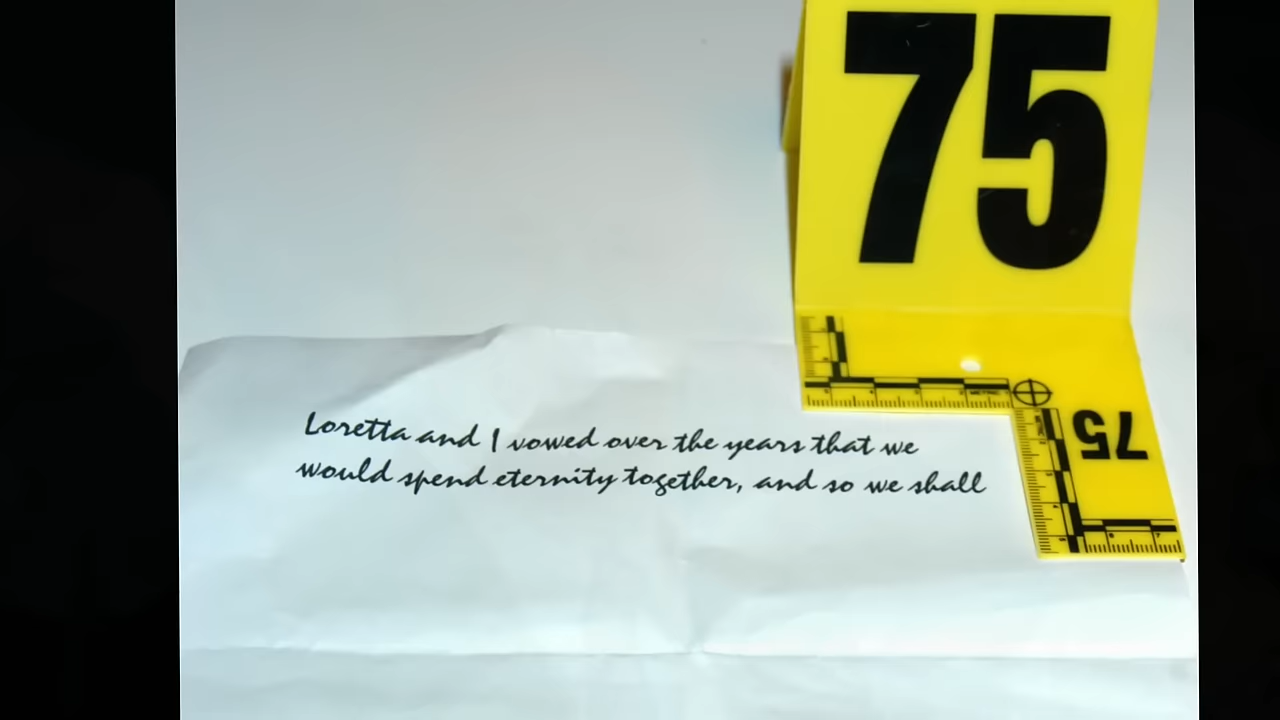 75
Loretta and I vowed over the years that we
would spend eternity together, and so we shall
75